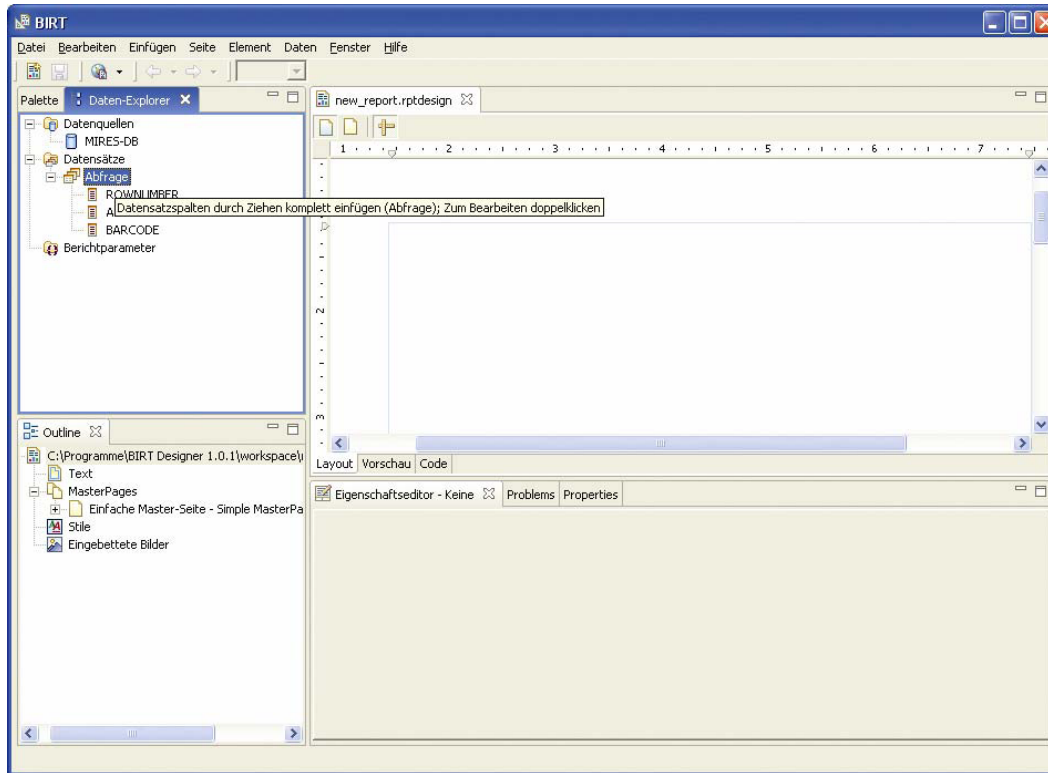 BIRT
Datei Bearbeiten Einfügen Seite Element Daten Fenster Hilfe
Palette Daten-Explorer
Datenquellen
MIRES-DB
Datensätze
Abfrage
ROWNUMBER
A
BARCODE
Berichtparameter
Datensatzspalten durch Ziehen komplett einfügen (Abfrage); Zum Bearbeiten doppelklicken
new_report.rptdesign
1 2 3 4 5 6 7
2
3
Layout Vorschau Code
Outline
C:\Programme\BIRT Designer 1.0.1\workspace\
Text
MasterPages
Einfache Master-Seite - Simple MasterPa
Stile
Eingebettete Bilder
Eigenschaftseditor - Keine Problems Properties